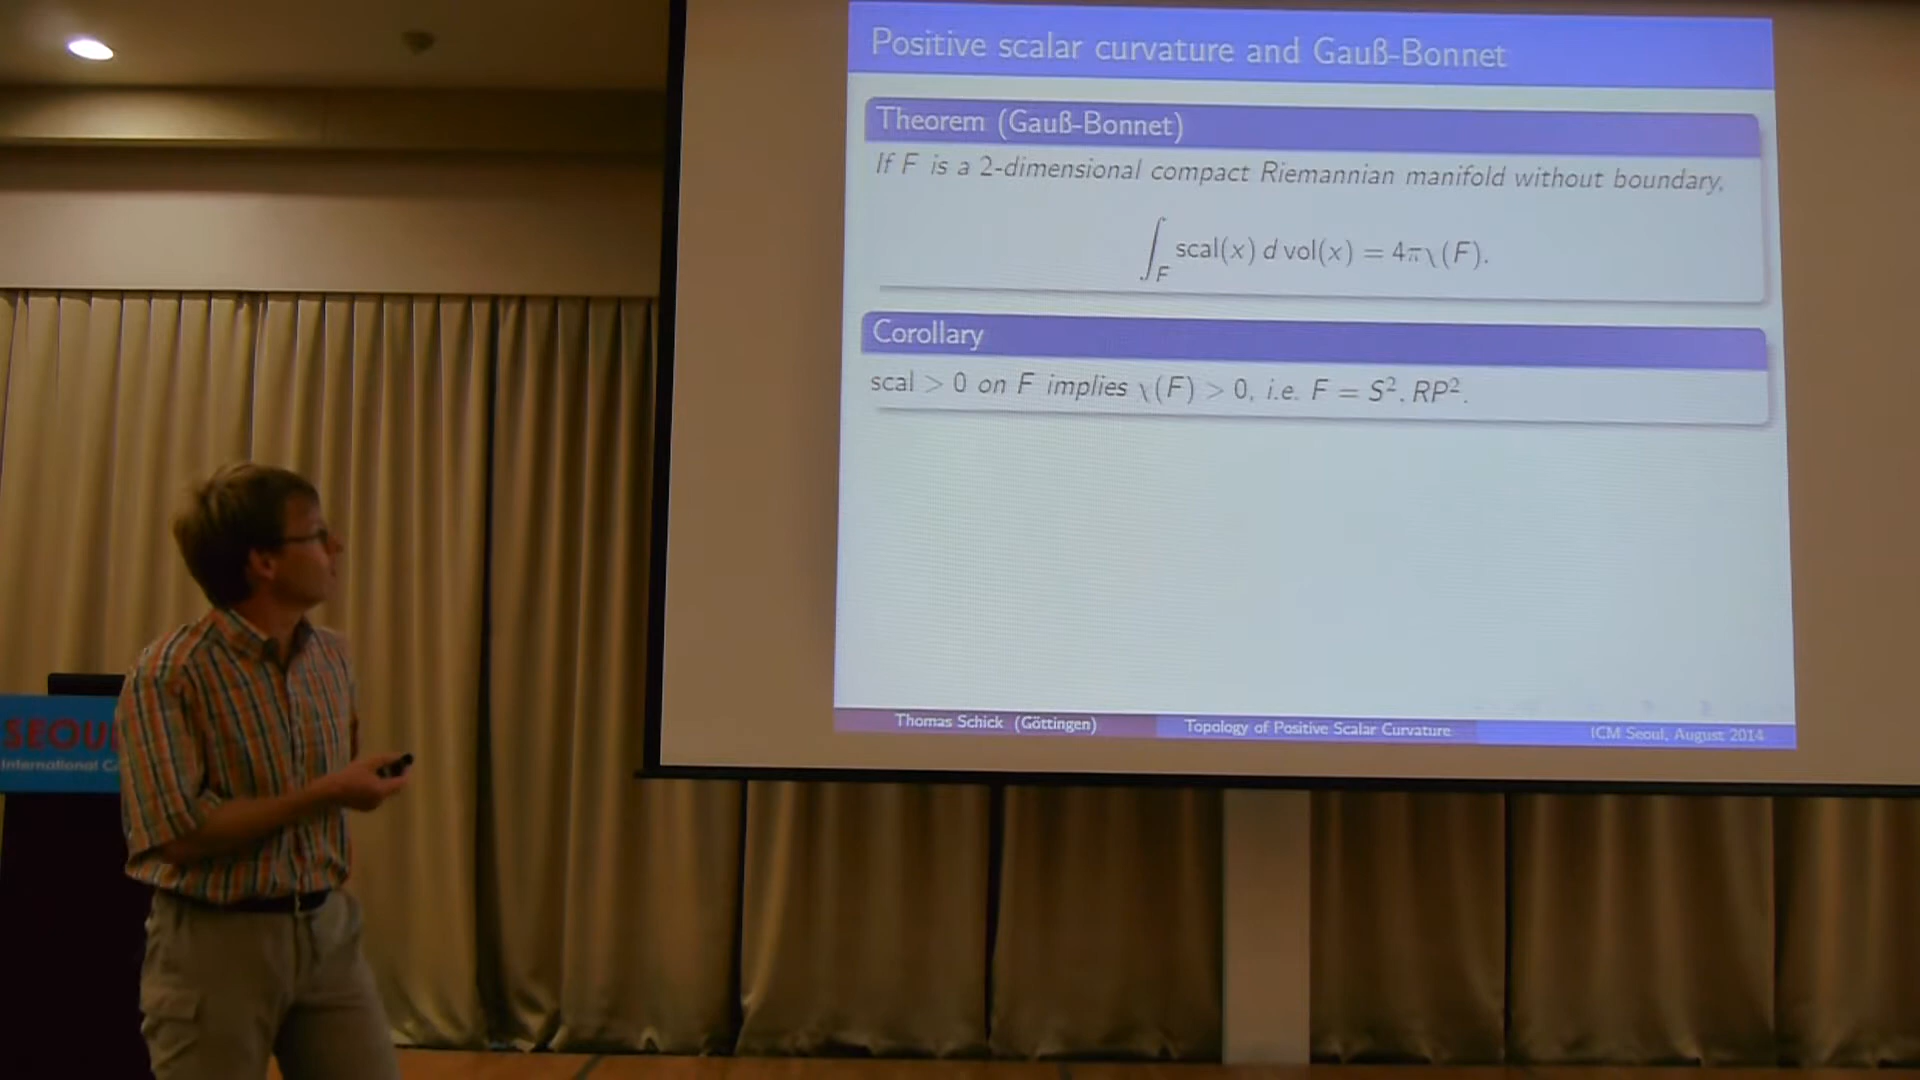 Positive scalar curvature and Gauß-Bonnet
Theorem (Gauß-Bonnet)
If F is a 2-dimensional compact Riemannian manifold without boundary,
∫_F scal(x) d vol(x) = 4πχ(F).
Corollary
scal > 0 on F implies χ(F) > 0, i.e. F = S², RP².
Thomas Schick (Göttingen)
Topology of Positive Scalar Curvature
ICM Seoul, August 2014
SEOU
International C